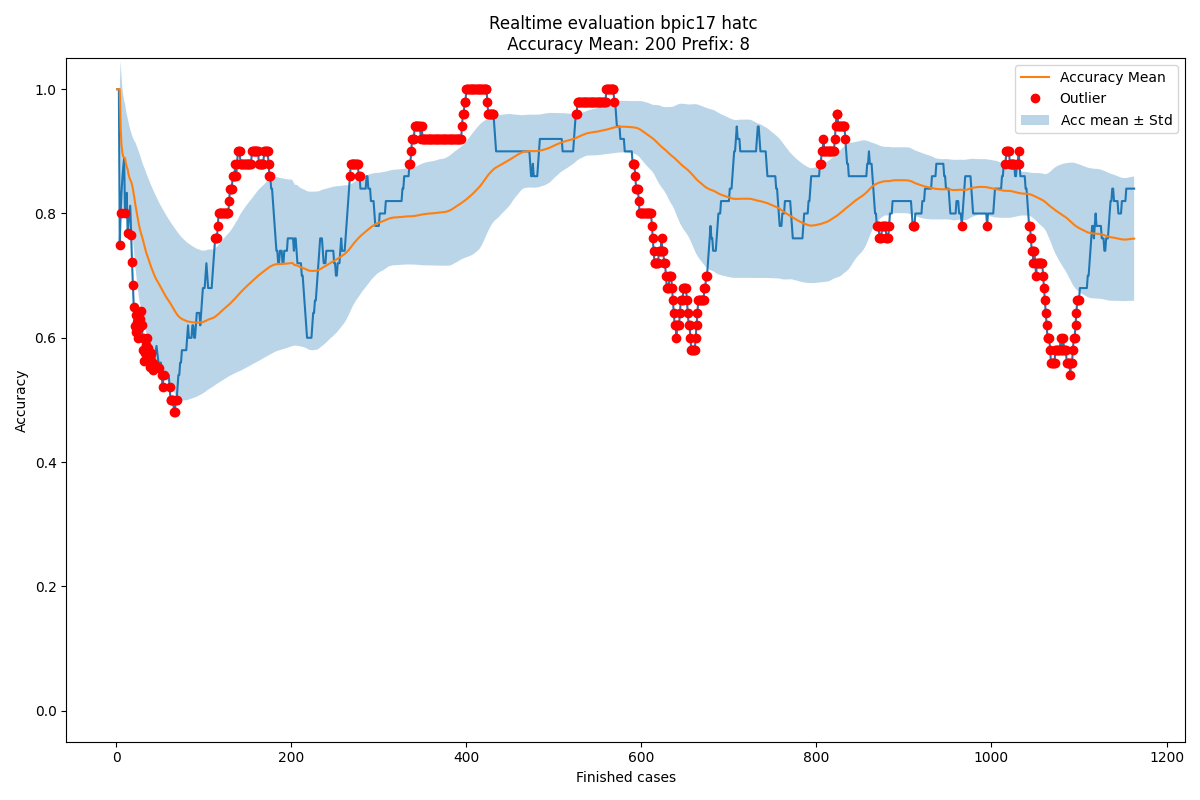 Realtime evaluation bpic17 hatc
Accuracy Mean: 200 Prefix: 8
Accuracy Mean
Outlier
Acc mean ± Std
Accuracy
1.0
0.8
0.6
0.4
0.2
0.0
0 200 400 600 800 1000 1200
Finished cases